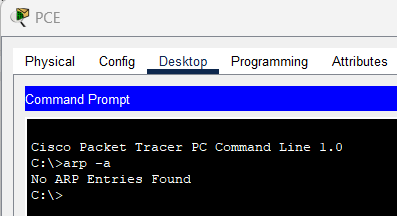 PCE
Physical Config Desktop Programming Attributes
Command Prompt
Cisco Packet Tracer PC Command Line 1.0
C:\>arp -a
No ARP Entries Found
C:\>